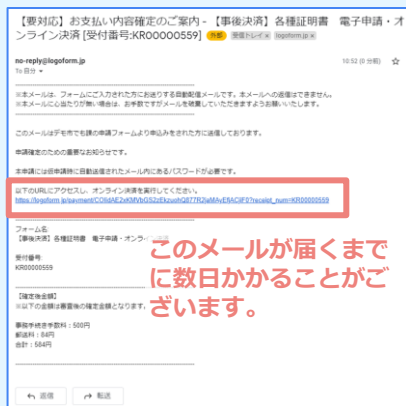 【要対応】お支払い内容確定のご案内 - 【事後決済】各種証明書　電子申請・オ
ンライン決済 [受付番号:KR00000559] 外部 受信トレイ × logoform.jp ×
no-reply@logoform.jp 10:52 (0 分前) ☆
To 自分
※本メールは、フォームにご入力された方にお送りする自動配信メールです。本メールへの返信はできません。
※本メールに心当たりが無い場合は、お手数ですがメールを破棄していただきますようお願いいたします。
このメールはデモ市でも課の申請フォームより申込みをされた方に送信しております。
申請確定のための重要なお知らせです。
本申請には仮申請時に自動送信されたメール内にあるパスワードが必要です。
以下のURLにアクセスし、オンライン決済を実行してください。
フォーム名:
【事後決済】各種証明書　電子申請・オンライン
受付番号:
KR00000559
【確定後金額】
※以下の金額は審査後の確定金額となります。
事務手続き手数料：500円
郵送料：84円
合計：584円
このメールが届くまで
に数日かかることがご
ざいます。
返信 転送